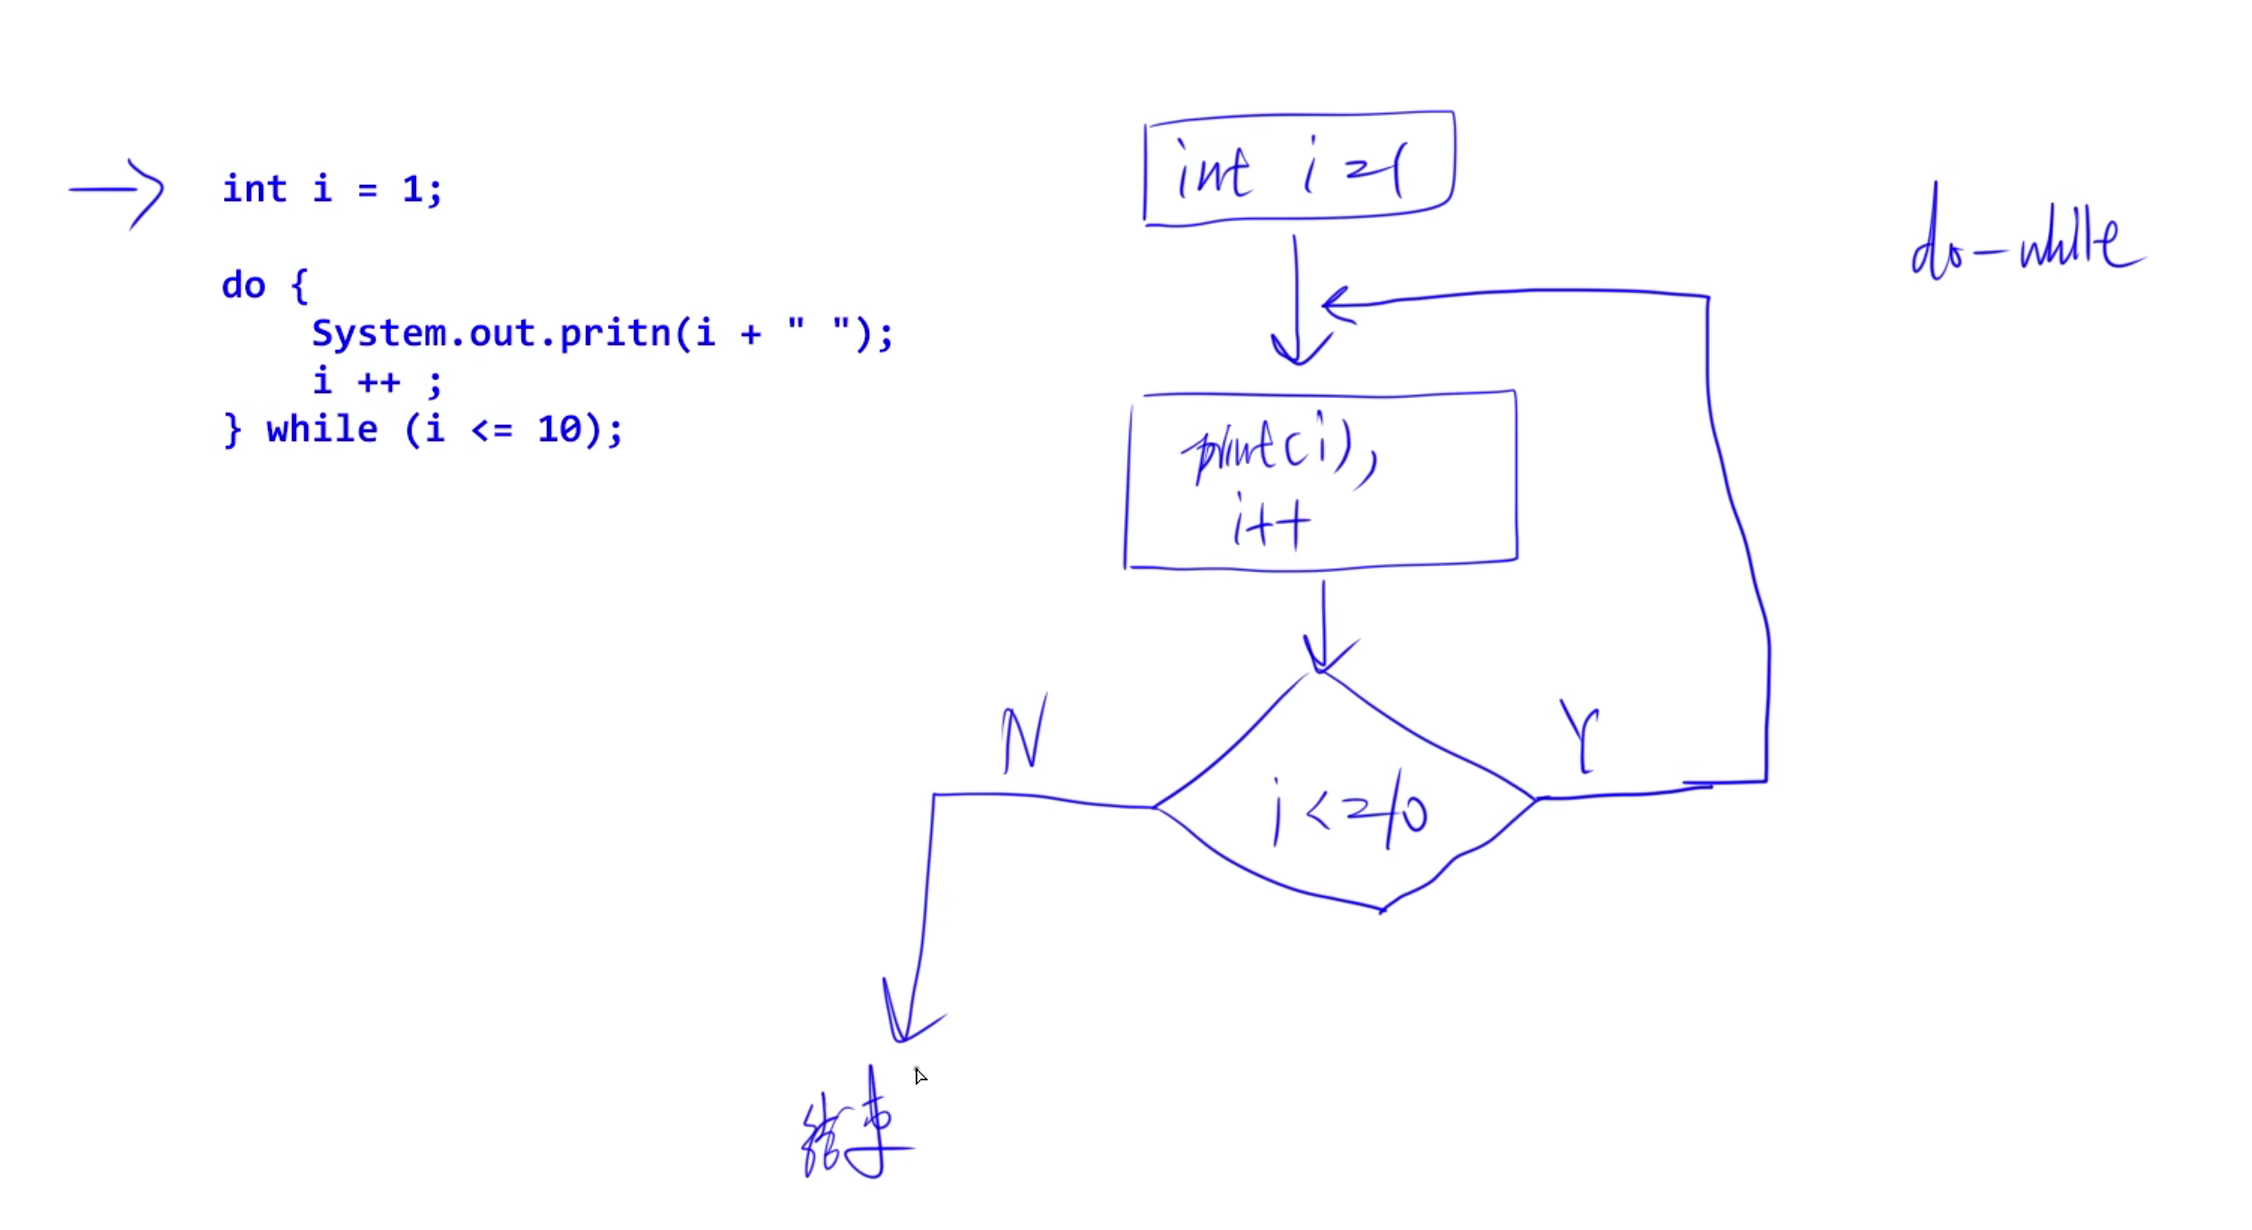 int i = 1;
do {
System.out.pritn(i + " ");
i ++ ;
} while (i <= 10);
int i = 1
do-while
print(i),
i++
N
Y
i <= 10
结束